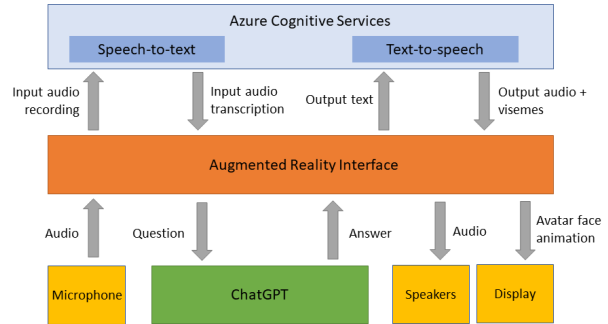 Azure Cognitive Services
Speech-to-text
Text-to-speech
Input audio
recording
Input audio
transcription
Output text
Output audio +
visemes
Augmented Reality Interface
Audio
Question
Answer
Audio
Avatar face
animation
Microphone
ChatGPT
Speakers
Display